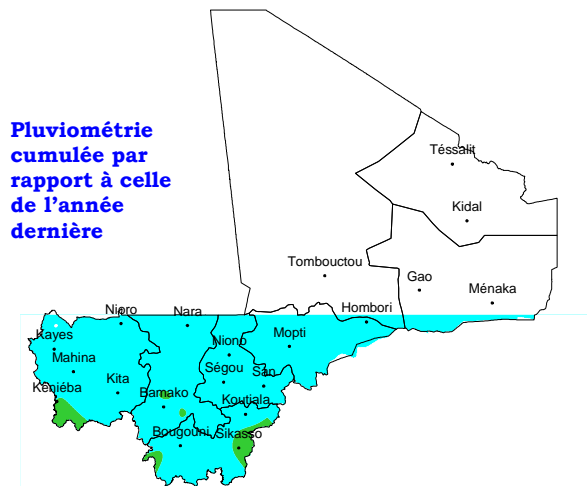 Pluviométrie
cumulée par
rapport à celle
de l'année
dernière
Téssalit
Kidal
Tombouctou
Gao
Ménaka
Hombori
Nioro
Nara
Kayes
Niono
Mopti
Mahina
Ségou
San
Kéniéba
Kita
Bamako
Koutiala
Bougouni
Sikasso